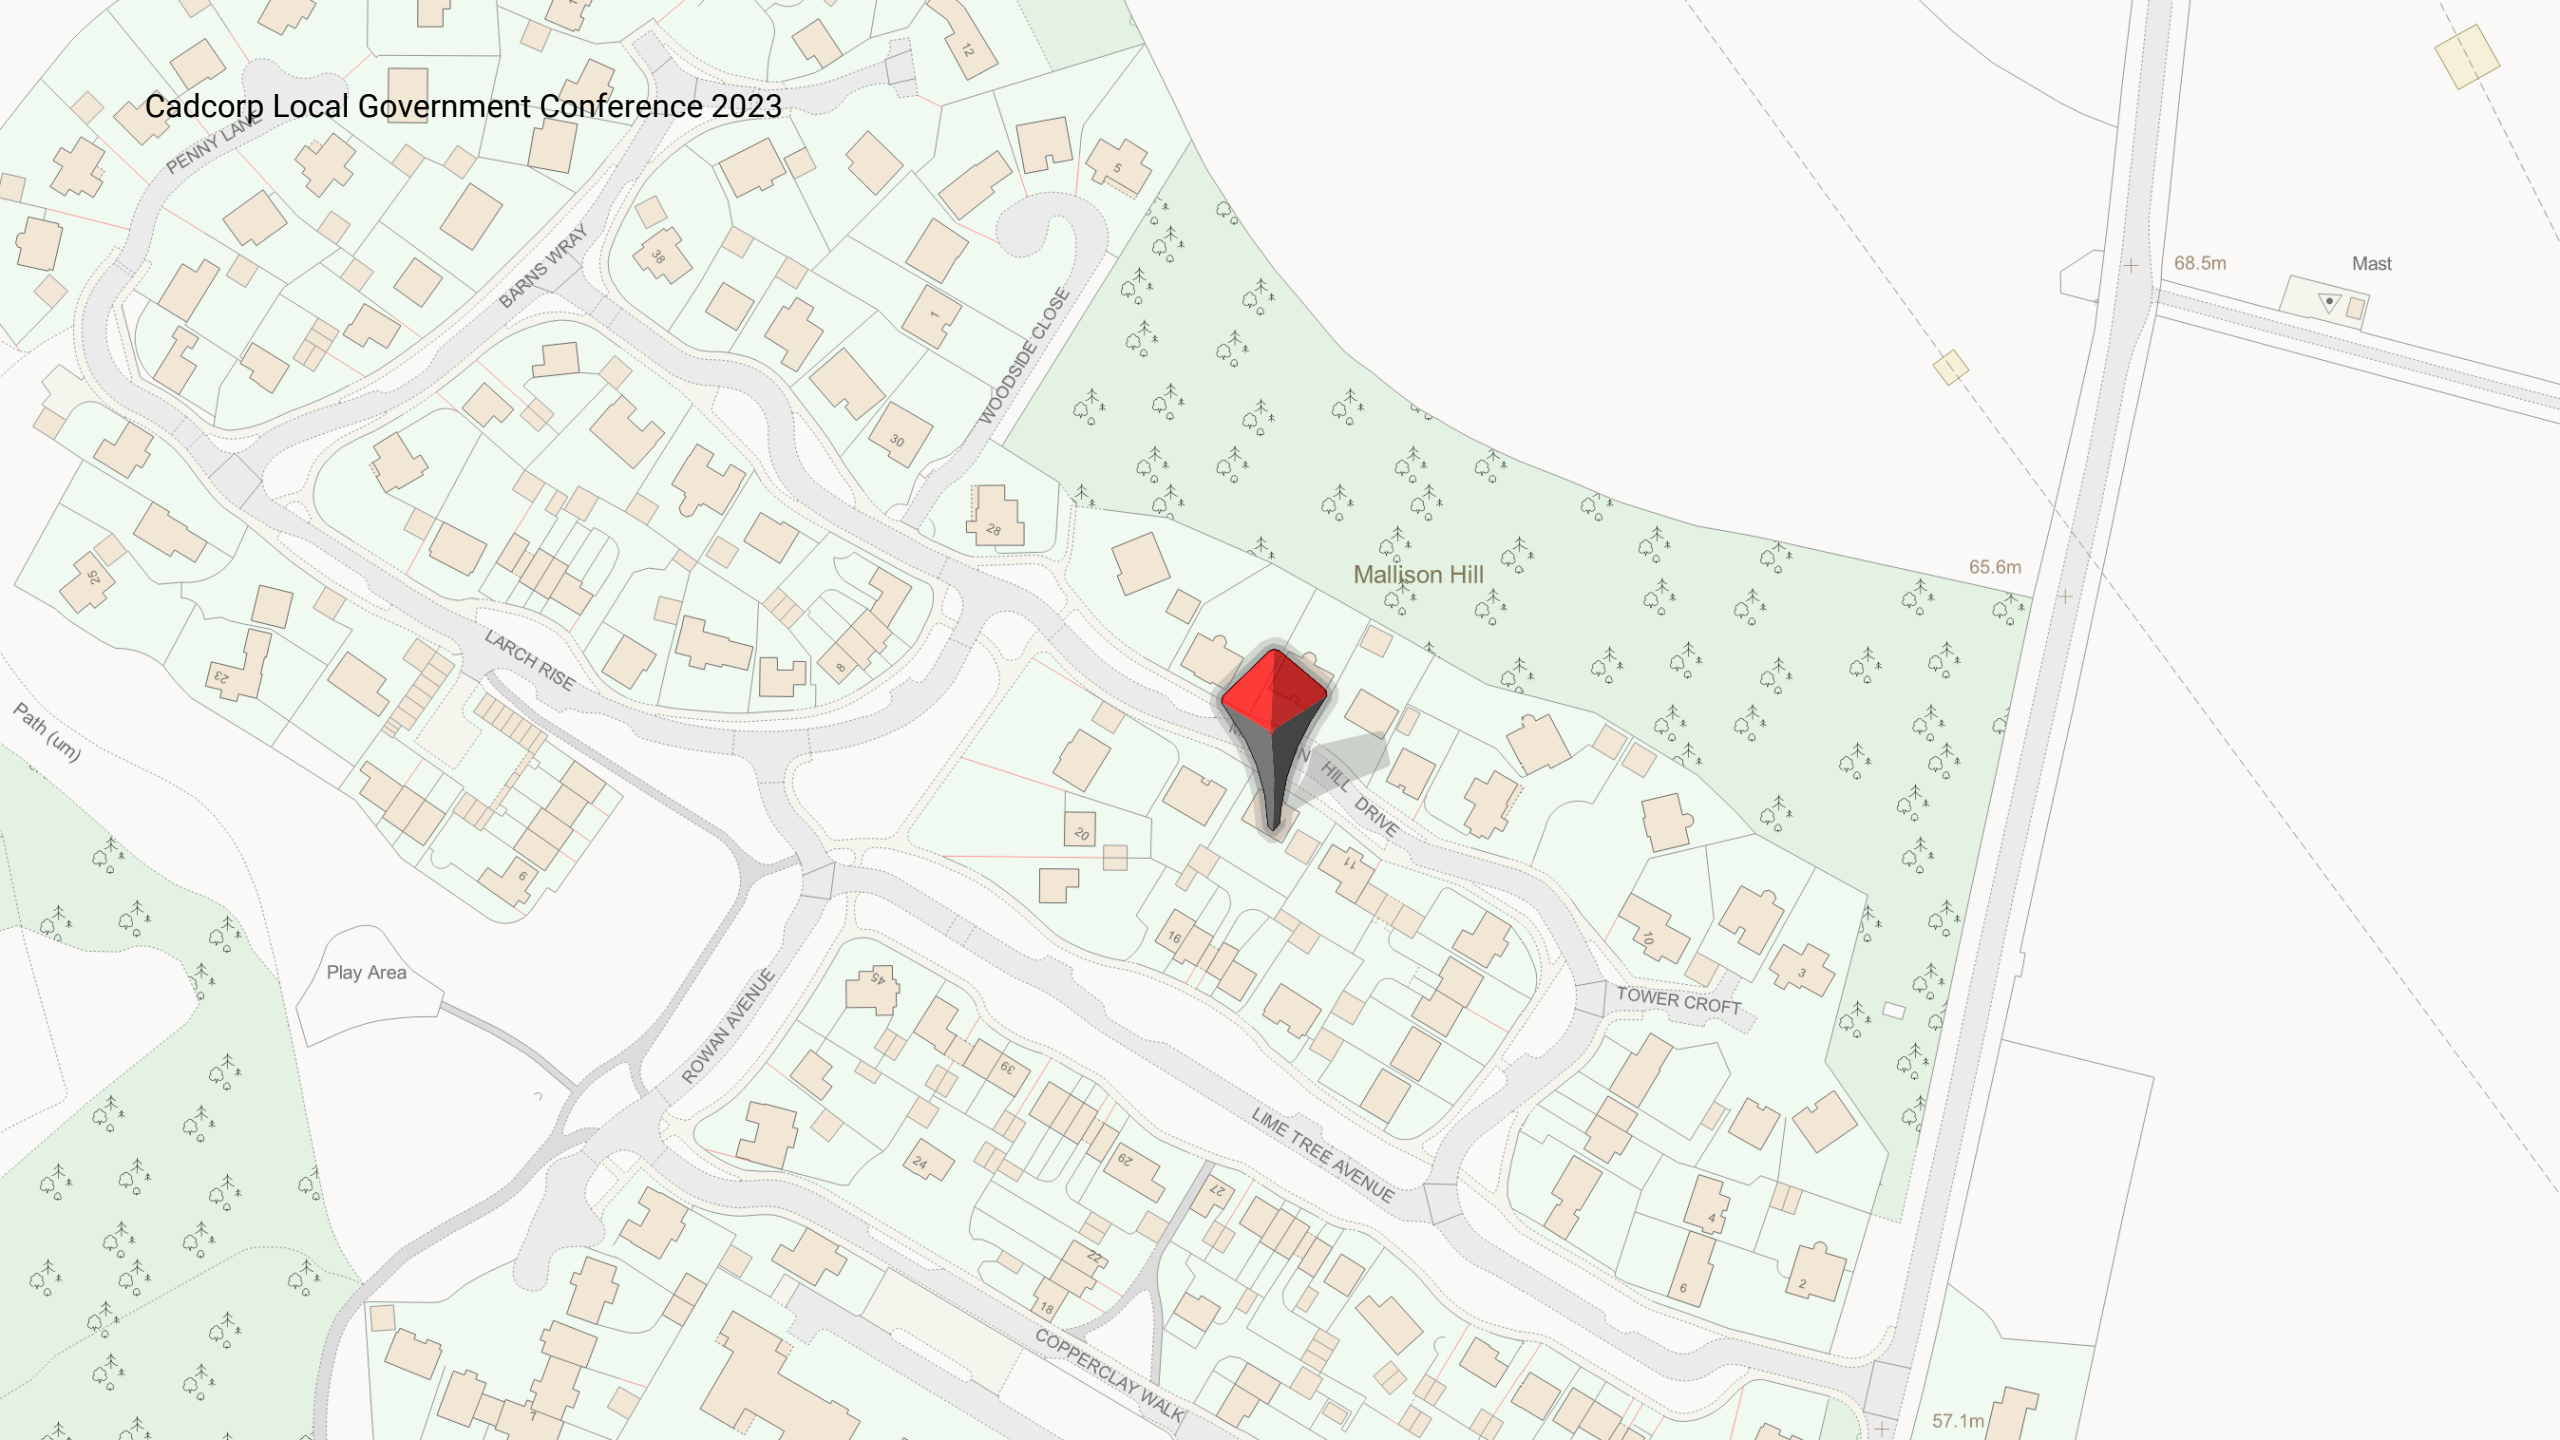 12
Cadcorp Local Government Conference 2023
PENNY LANE
5
BARNS WRAY
38
68.5m
Mast
1
WOODSIDE CLOSE
30
28
25
Mallison Hill
65.6m
23
LARCH RISE
8
Path (um)
HILL DRIVE
20
11
9
16
10
3
Play Area
45
TOWER CROFT
ROWAN AVENUE
39
LIME TREE AVENUE
24
29
27
4
22
6
2
18
COPPERCLAY WALK
7
57.1m